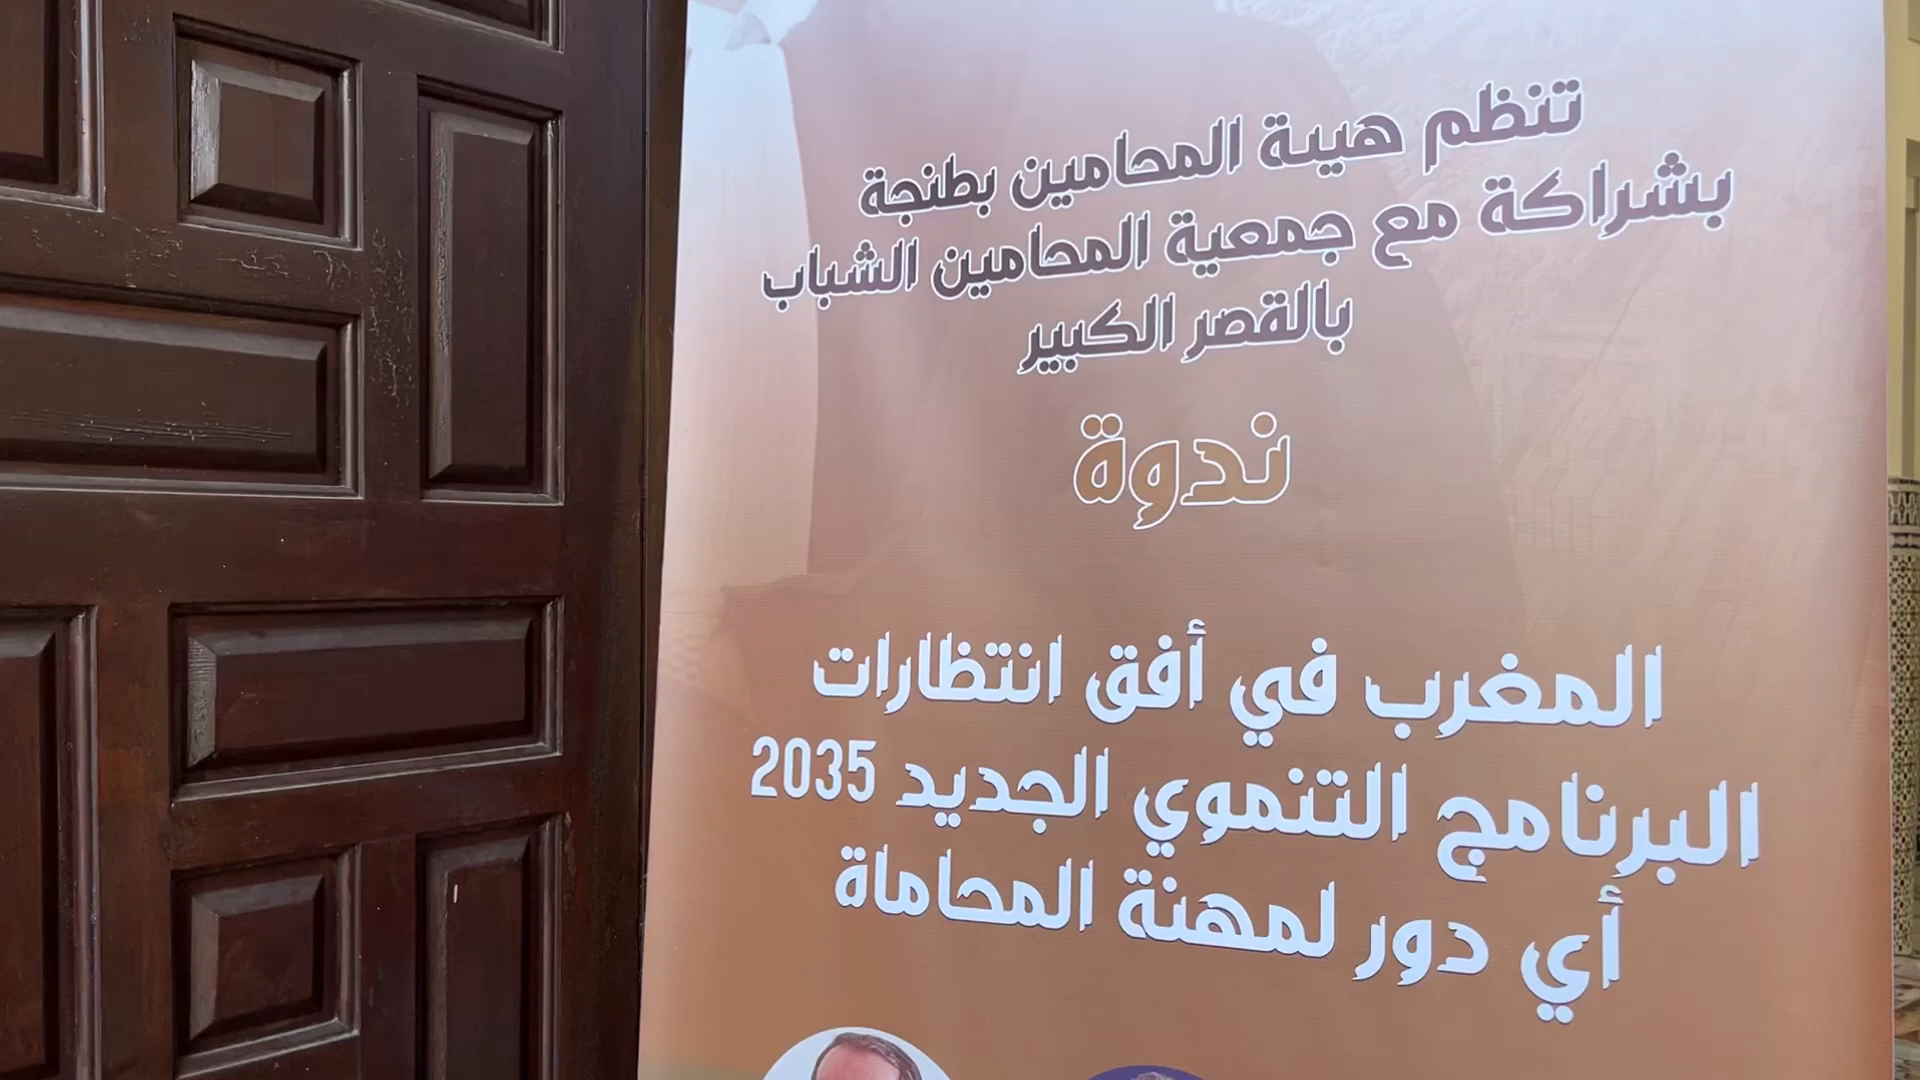 تنظم هيىة المحامين بطنجة
بشراكة مع جمعية المحامين الشباب
بالقصر الكبير
ندوة
المغرب في أفق انتظارات
البرنامج التنموي الجديد 2035
أي دور لمهنة المحاماة